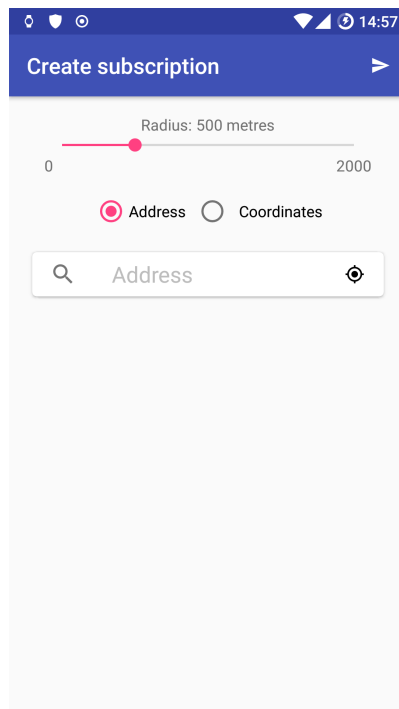 14:57
Create subscription
Radius: 500 metres
0 2000
Address Coordinates
Address